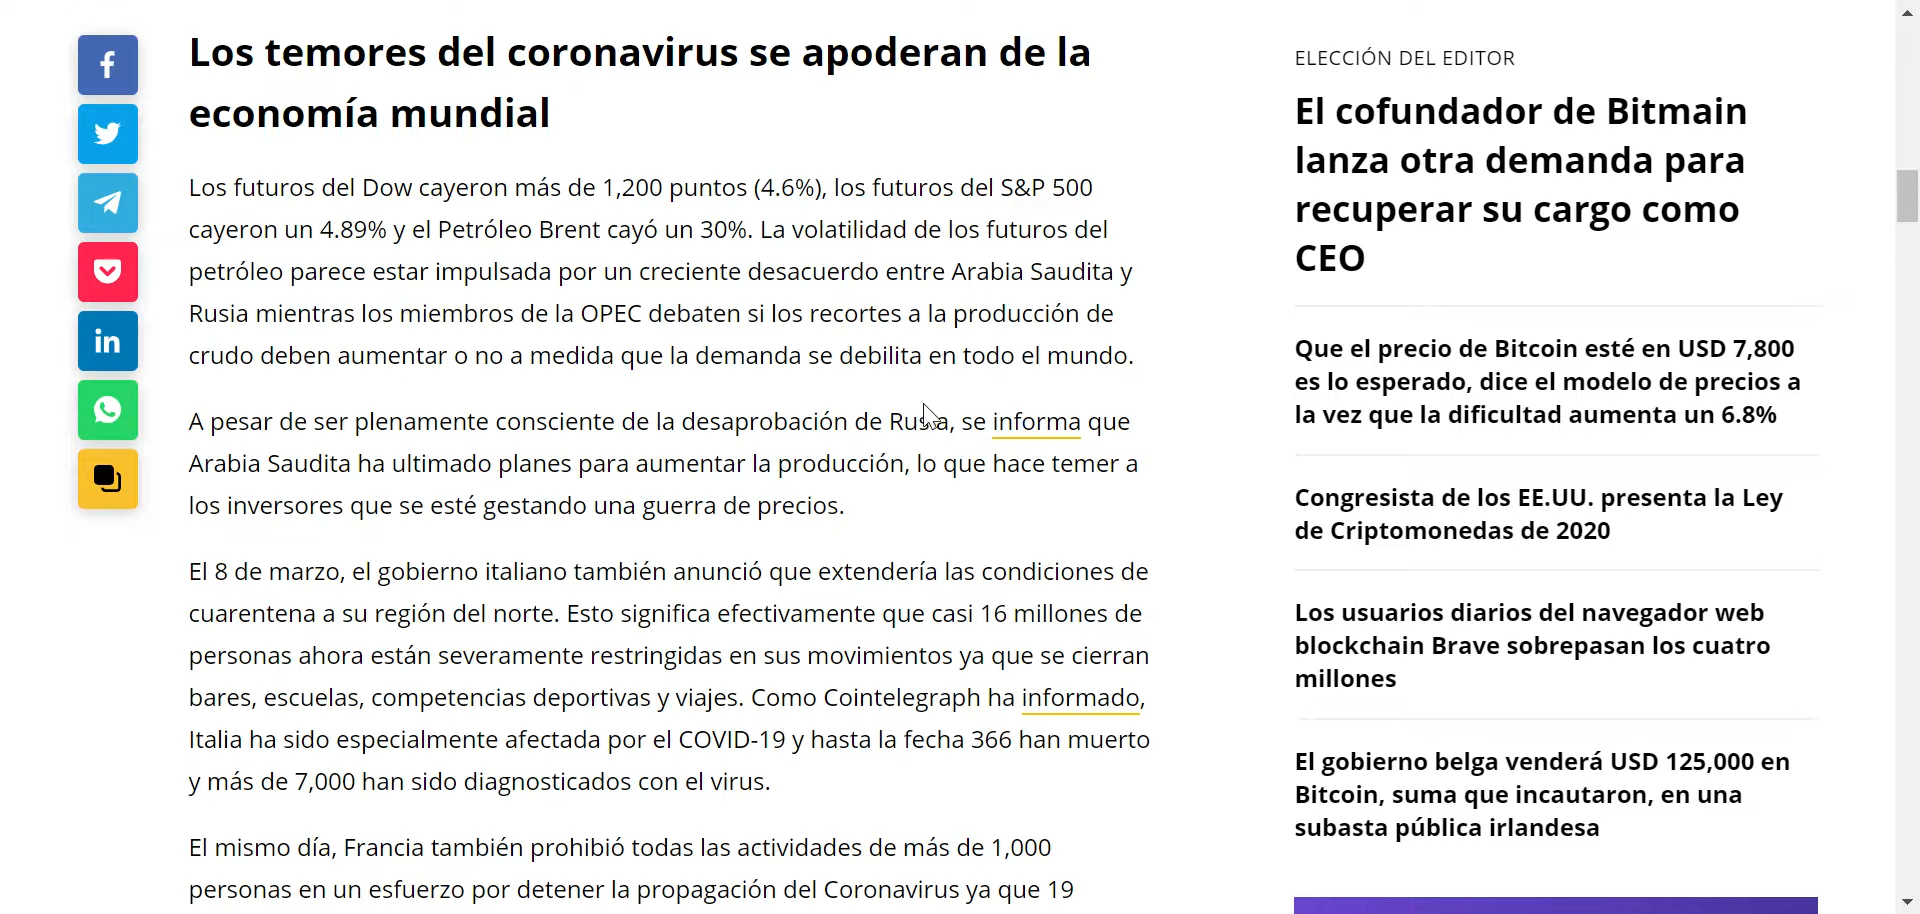 Los temores del coronavirus se apoderan de la
economía mundial
Los futuros del Dow cayeron más de 1,200 puntos (4.6%), los futuros del S&P 500
cayeron un 4.89% y el Petróleo Brent cayó un 30%. La volatilidad de los futuros del
petróleo parece estar impulsada por un creciente desacuerdo entre Arabia Saudita y
Rusia mientras los miembros de la OPEC debaten si los recortes a la producción de
crudo deben aumentar o no a medida que la demanda se debilita en todo el mundo.
A pesar de ser plenamente consciente de la desaprobación de Rusia, se informa que
Arabia Saudita ha ultimado planes para aumentar la producción, lo que hace temer a
los inversores que se esté gestando una guerra de precios.
El 8 de marzo, el gobierno italiano también anunció que extendería las condiciones de
cuarentena a su región del norte. Esto significa efectivamente que casi 16 millones de
personas ahora están severamente restringidas en sus movimientos ya que se cierran
bares, escuelas, competencias deportivas y viajes. Como Cointelegraph ha informado,
Italia ha sido especialmente afectada por el COVID-19 y hasta la fecha 366 han muerto
y más de 7,000 han sido diagnosticados con el virus.
El mismo día, Francia también prohibió todas las actividades de más de 1,000
personas en un esfuerzo por detener la propagación del Coronavirus ya que 19
ELECCIÓN DEL EDITOR
El cofundador de Bitmain
lanza otra demanda para
recuperar su cargo como
CEO
Que el precio de Bitcoin esté en USD 7,800
es lo esperado, dice el modelo de precios a
la vez que la dificultad aumenta un 6.8%
Congresista de los EE.UU. presenta la Ley
de Criptomonedas de 2020
Los usuarios diarios del navegador web
blockchain Brave sobrepasan los cuatro
millones
El gobierno belga venderá USD 125,000 en
Bitcoin, suma que incautaron, en una
subasta pública irlandesa